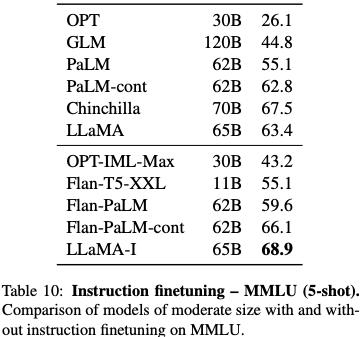 OPT 30B 26.1
GLM 120B 44.8
PaLM 62B 55.1
PaLM-cont 62B 62.8
Chinchilla 70B 67.5
LLaMA 65B 63.4
OPT-IML-Max 30B 43.2
Flan-T5-XXL 11B 55.1
Flan-PaLM 62B 59.6
Flan-PaLM-cont 62B 66.1
LLaMA-I 65B 68.9
Table 10: Instruction finetuning – MMLU (5-shot).
Comparison of models of moderate size with and with-
out instruction finetuning on MMLU.